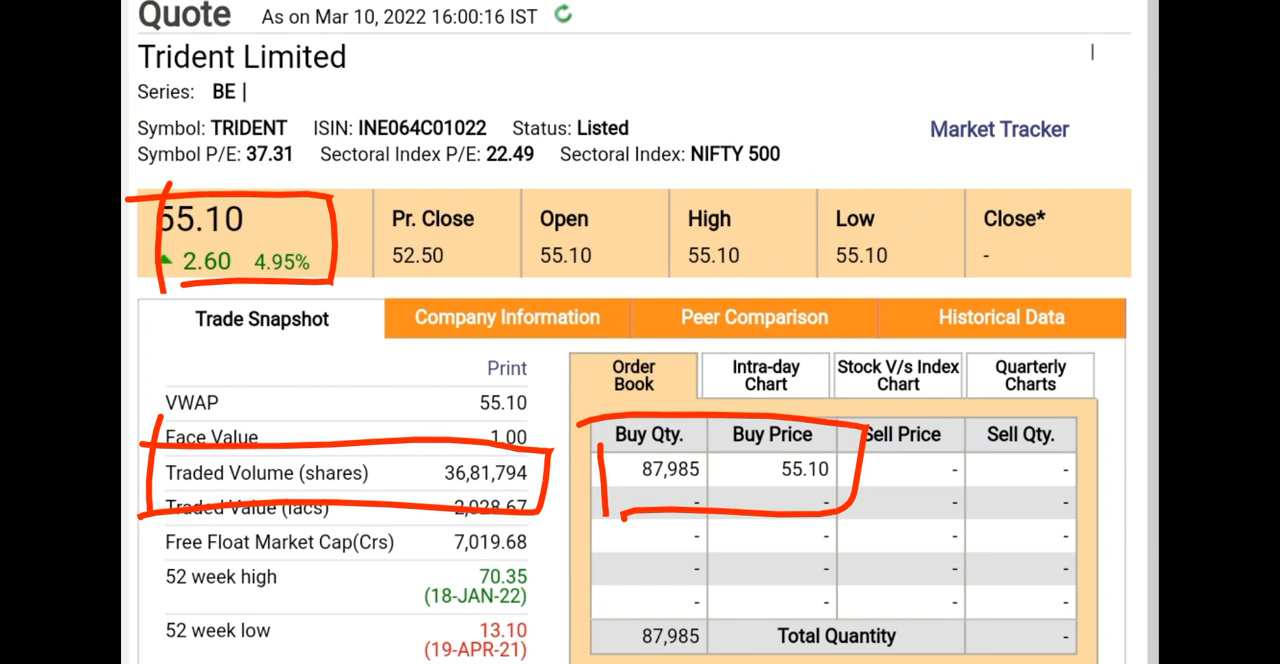 Quote As on Mar 10, 2022 16:00:16 IST
Trident Limited |
Series: BE |
Symbol: TRIDENT ISIN: INE064C01022 Status: Listed
Market Tracker
Symbol P/E: 37.31 Sectoral Index P/E: 22.49 Sectoral Index: NIFTY 500
55.10
2.60 4.95%
Pr. Close Open High Low Close*
52.50 55.10 55.10 55.10 -
Trade Snapshot Company Information Peer Comparison Historical Data
Print
VWAP 55.10
Face Value 1.00
Traded Volume (shares) 36,81,794
Traded Value (lacs) 2,028.67
Free Float Market Cap(Crs) 7,019.68
52 week high 70.35
(18-JAN-22)
52 week low 13.10
(19-APR-21)
Order Book
Intra-day Chart
Stock V/s Index Chart
Quarterly Charts
Buy Qty. Buy Price Sell Price Sell Qty.
87,985 55.10 - -
- - - -
- - - -
- - - -
- - - -
87,985 Total Quantity -